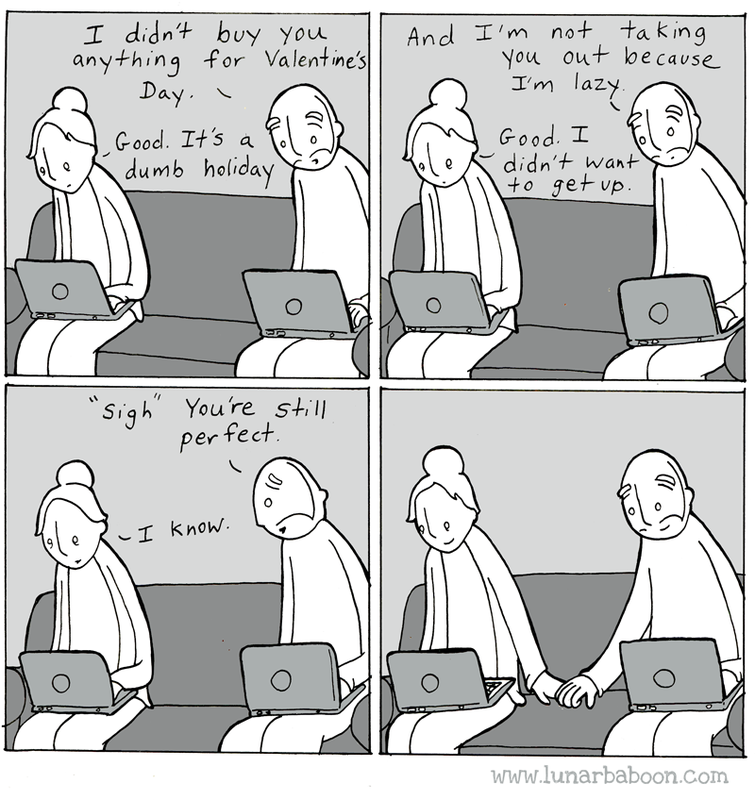 I didn't buy you
anything for Valentine's
Day.
Good. It's a
dumb holiday
And I'm not taking
you out because
I'm lazy.
Good. I
didn't want
to get up.
"sigh" You're still
perfect.
I know.
www.lunarbaboon.com